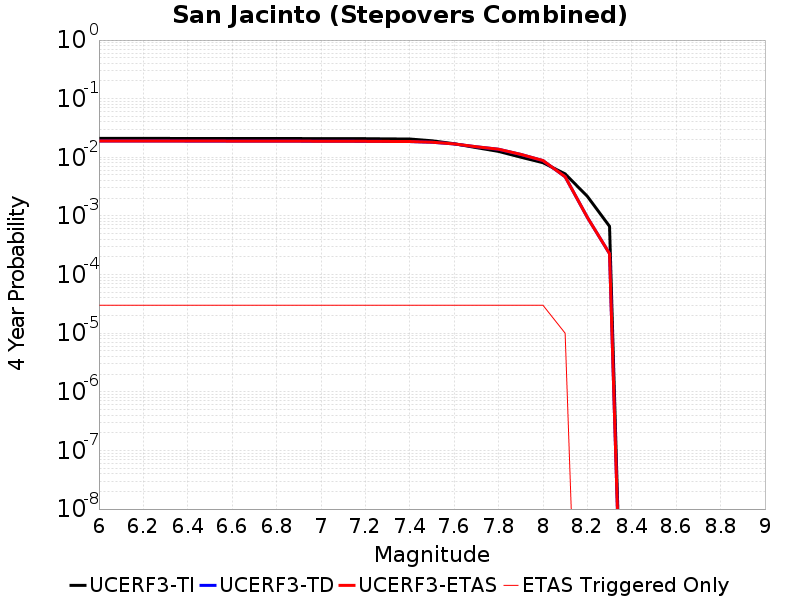 San Jacinto (Stepovers Combined)
10^0
10^-1
10^-2
10^-3
10^-4
10^-5
10^-6
10^-7
10^-8
4 Year Probability
6 6.2 6.4 6.6 6.8 7 7.2 7.4 7.6 7.8 8 8.2 8.4 8.6 8.8 9
Magnitude
UCERF3-TI UCERF3-TD UCERF3-ETAS ETAS Triggered Only